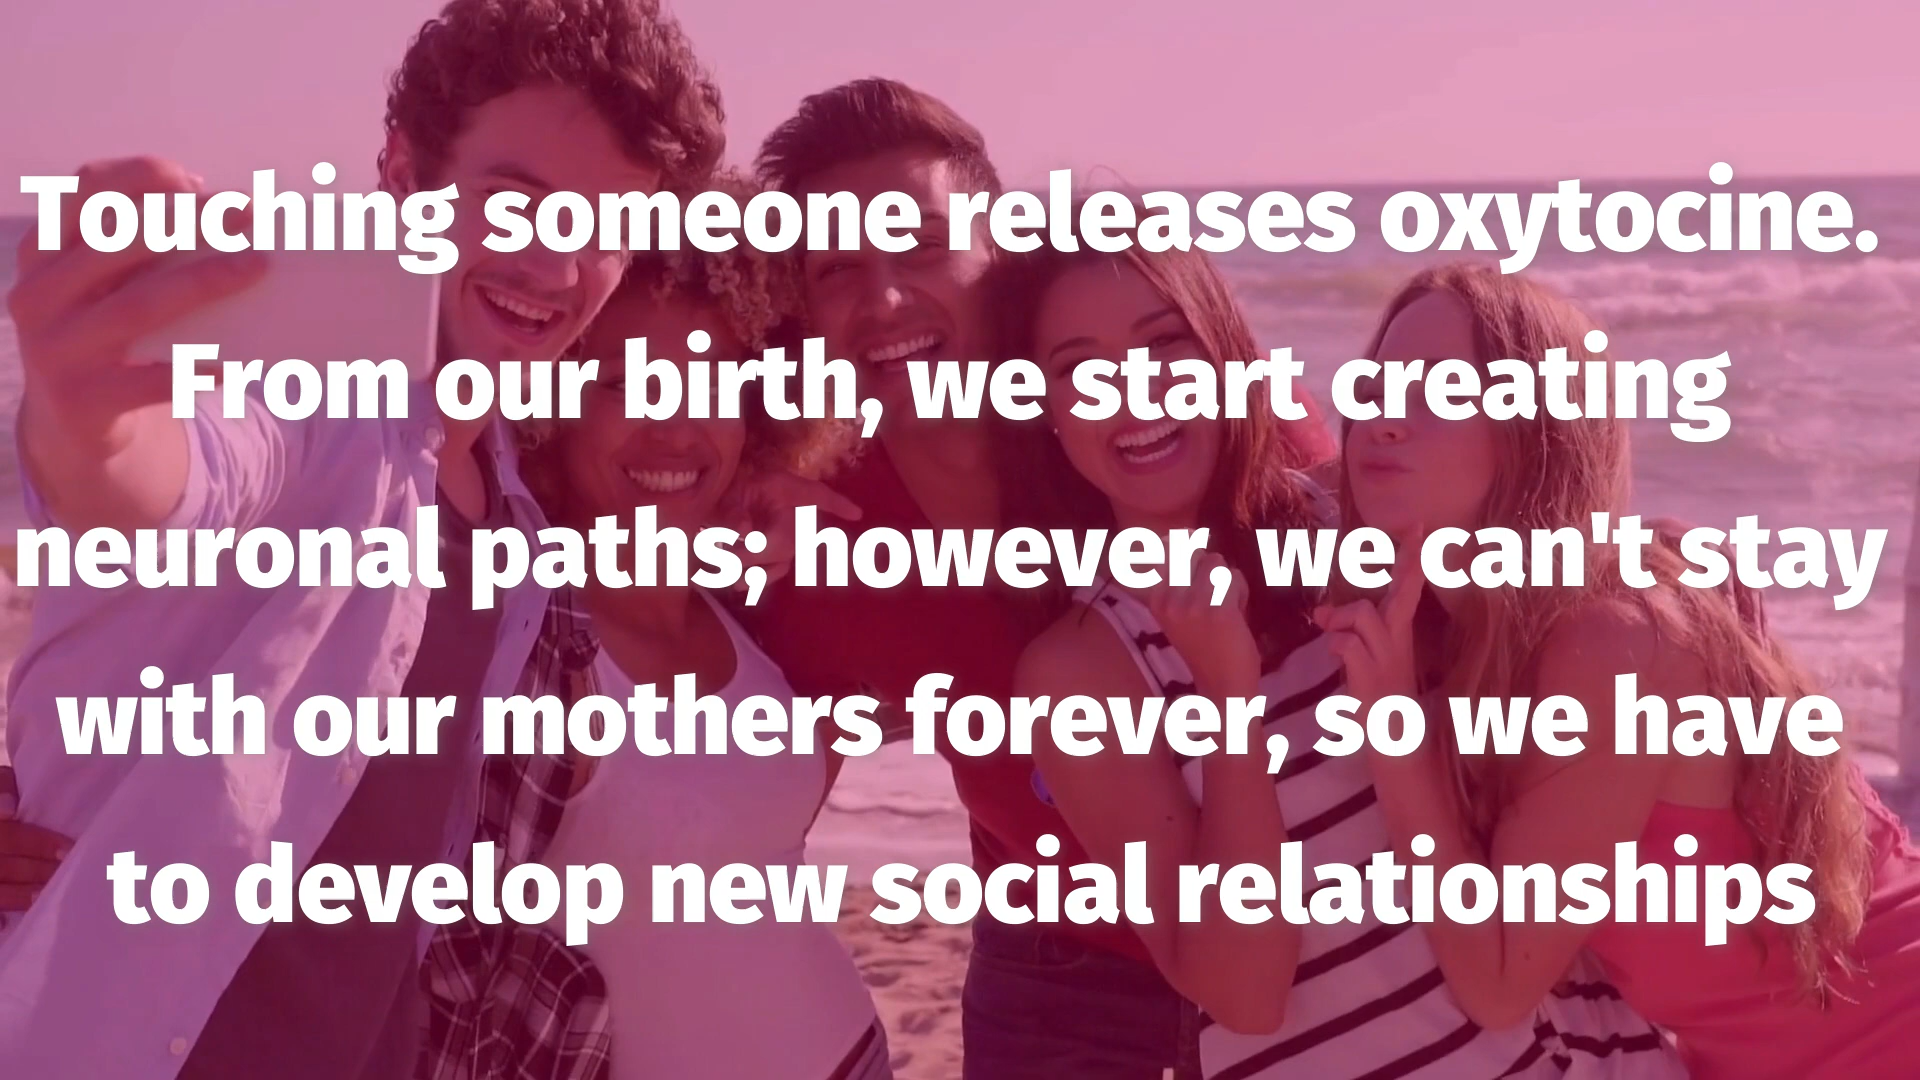 Touching someone releases oxytocine.
From our birth, we start creating
neuronal paths; however, we can't stay
with our mothers forever, so we have
to develop new social relationships